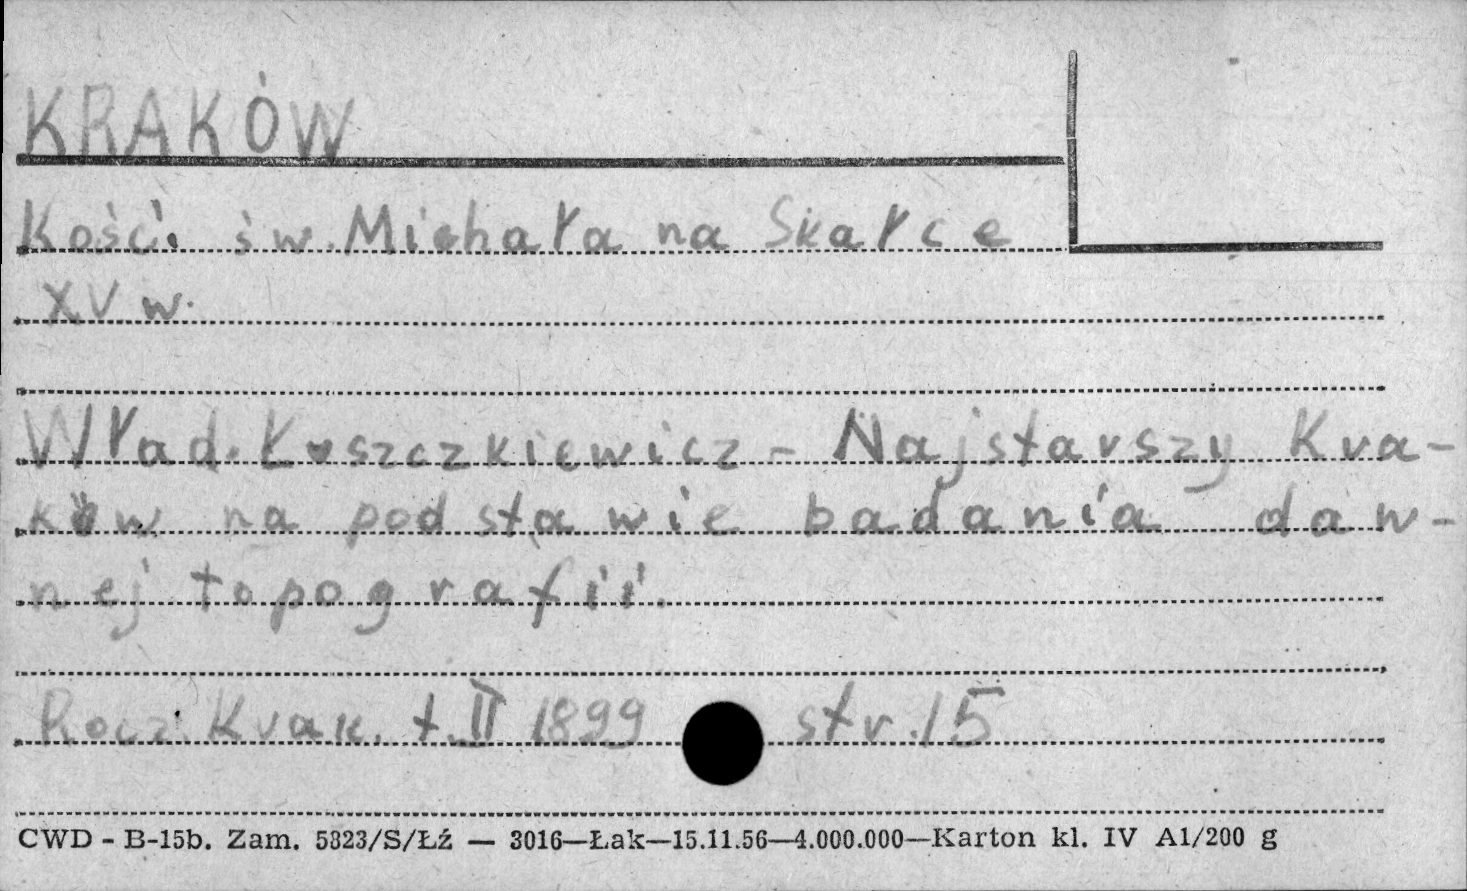 KRAKÓW
Kość. św. Michała na Skałce
XV w.
Wład. Łuszczkiewicz - Najstarszy Kra-
ków na podstawie badania daw-
nej topografii.
Rocz. Krak. t. II 1899 str. 15
CWD - B-15b. Zam. 5323/S/Łź — 3016—Łak—15.11.56—4.000.000—Karton kl. IV A1/200 g